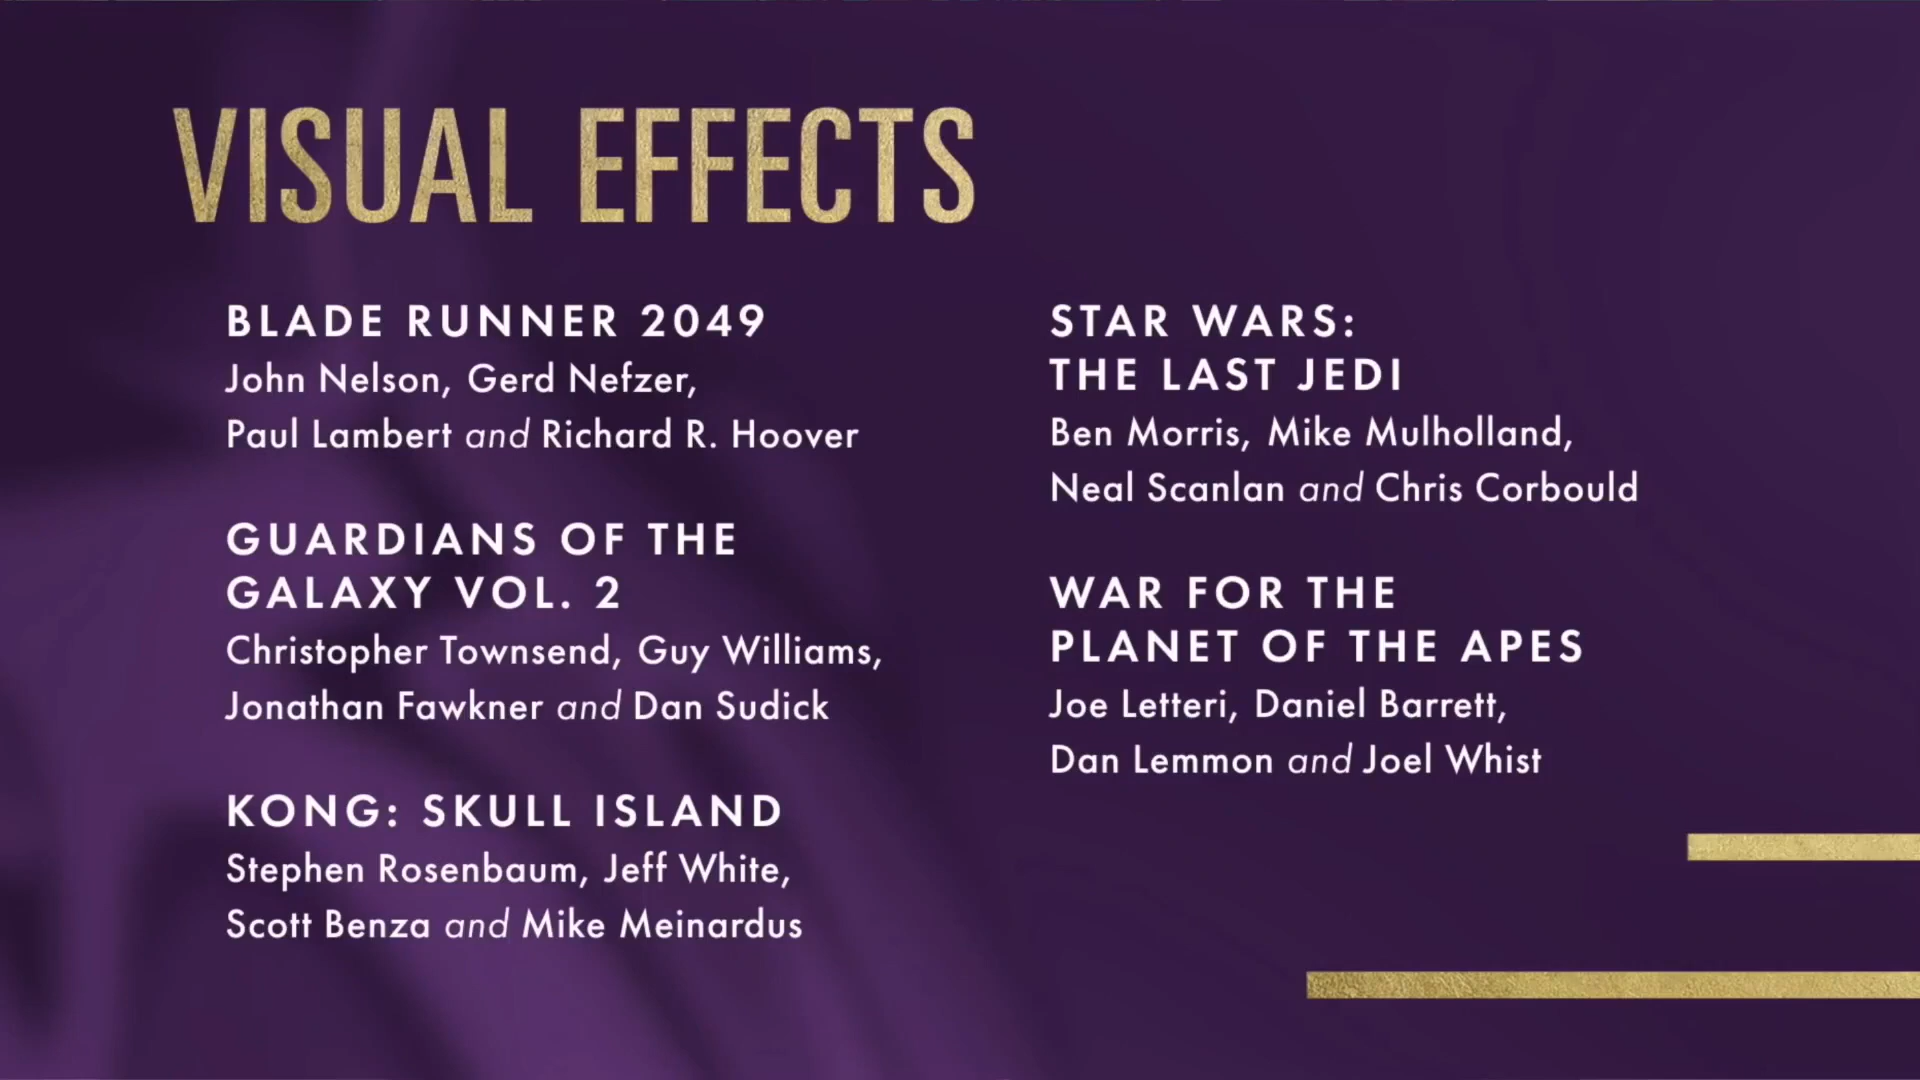 VISUAL EFFECTS
BLADE RUNNER 2049
John Nelson, Gerd Nefzer,
Paul Lambert and Richard R. Hoover
GUARDIANS OF THE
GALAXY VOL. 2
Christopher Townsend, Guy Williams,
Jonathan Fawkner and Dan Sudick
KONG: SKULL ISLAND
Stephen Rosenbaum, Jeff White,
Scott Benza and Mike Meinardus
STAR WARS:
THE LAST JEDI
Ben Morris, Mike Mulholland,
Neal Scanlan and Chris Corbould
WAR FOR THE
PLANET OF THE APES
Joe Letteri, Daniel Barrett,
Dan Lemmon and Joel Whist